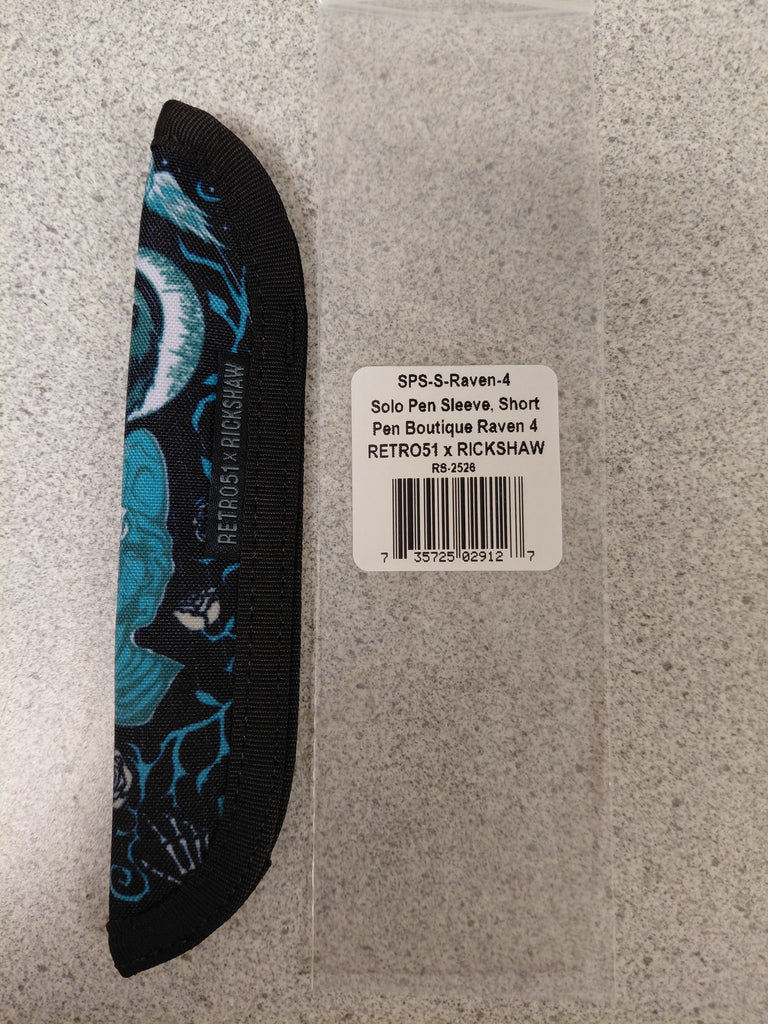 RETRO51 x RICKSHAW
SPS-S-Raven-4
Solo Pen Sleeve, Short
Pen Boutique Raven 4
RETRO51 x RICKSHAW
RS-2526
7 35725 02912 7